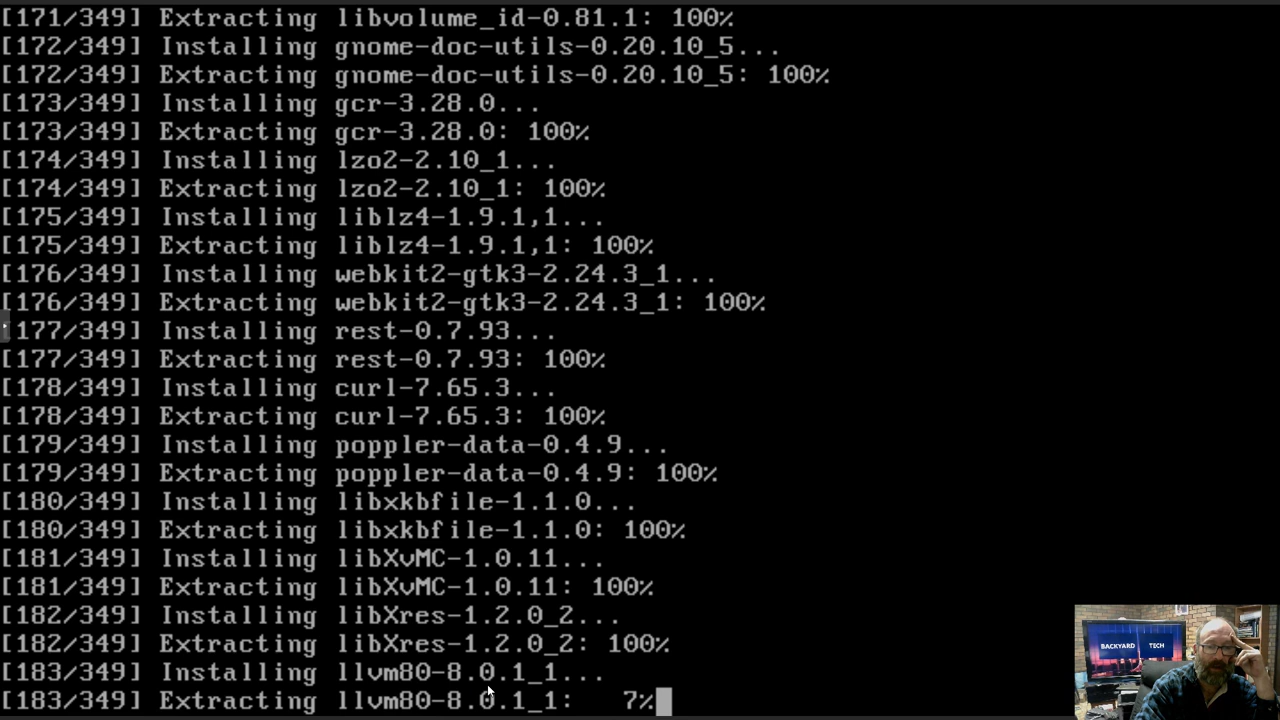 [171/349] Extracting libvolume_id-0.81.1: 100%
[172/349] Installing gnome-doc-utils-0.20.10_5...
[172/349] Extracting gnome-doc-utils-0.20.10_5: 100%
[173/349] Installing gcr-3.28.0...
[173/349] Extracting gcr-3.28.0: 100%
[174/349] Installing lzo2-2.10_1...
[174/349] Extracting lzo2-2.10_1: 100%
[175/349] Installing liblz4-1.9.1,1...
[175/349] Extracting liblz4-1.9.1,1: 100%
[176/349] Installing webkit2-gtk3-2.24.3_1...
[176/349] Extracting webkit2-gtk3-2.24.3_1: 100%
[177/349] Installing rest-0.7.93...
[177/349] Extracting rest-0.7.93: 100%
[178/349] Installing curl-7.65.3...
[178/349] Extracting curl-7.65.3: 100%
[179/349] Installing poppler-data-0.4.9...
[179/349] Extracting poppler-data-0.4.9: 100%
[180/349] Installing libxkbfile-1.1.0...
[180/349] Extracting libxkbfile-1.1.0: 100%
[181/349] Installing libXvMC-1.0.11...
[181/349] Extracting libXvMC-1.0.11: 100%
[182/349] Installing libXres-1.2.0_2...
[182/349] Extracting libXres-1.2.0_2: 100%
[183/349] Installing llvm80-8.0.1_1...
[183/349] Extracting llvm80-8.0.1_1:   7%
BACKYARD TECH